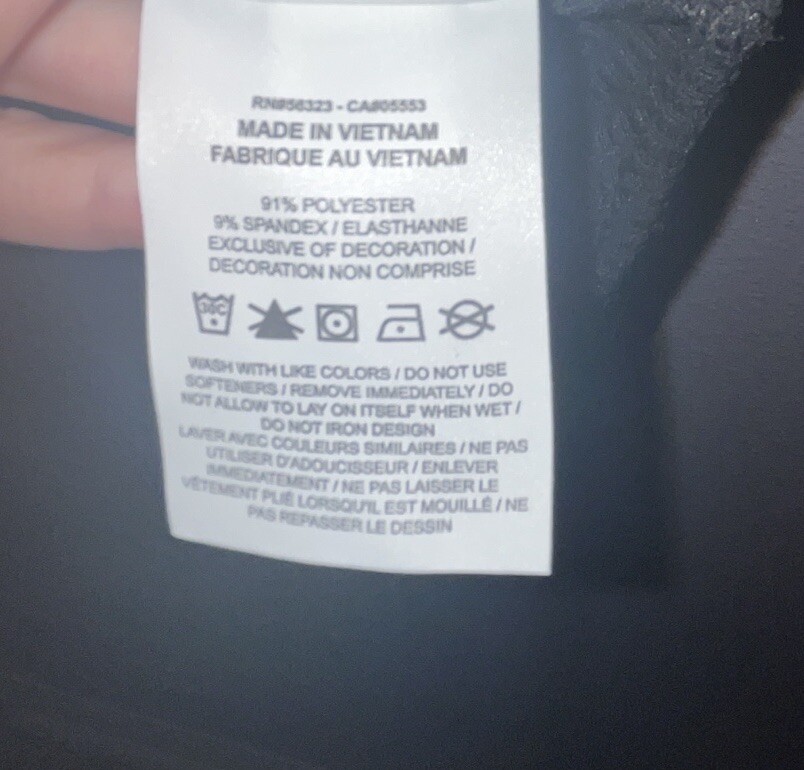 RN#56323 - CA#05553
MADE IN VIETNAM
FABRIQUE AU VIETNAM
91% POLYESTER
9% SPANDEX / ELASTHANNE
EXCLUSIVE OF DECORATION /
DECORATION NON COMPRISE
30C
WASH WITH LIKE COLORS / DO NOT USE
SOFTENERS / REMOVE IMMEDIATELY / DO
NOT ALLOW TO LAY ON ITSELF WHEN WET /
DO NOT IRON DESIGN
LAVER AVEC COULEURS SIMILAIRES / NE PAS
UTILISER D'ADOUCISSEUR / ENLEVER
IMMEDIATEMENT / NE PAS LAISSER LE
VÊTEMENT PLIÉ LORSQU'IL EST MOUILLÉ / NE
PAS REPASSER LE DESSIN